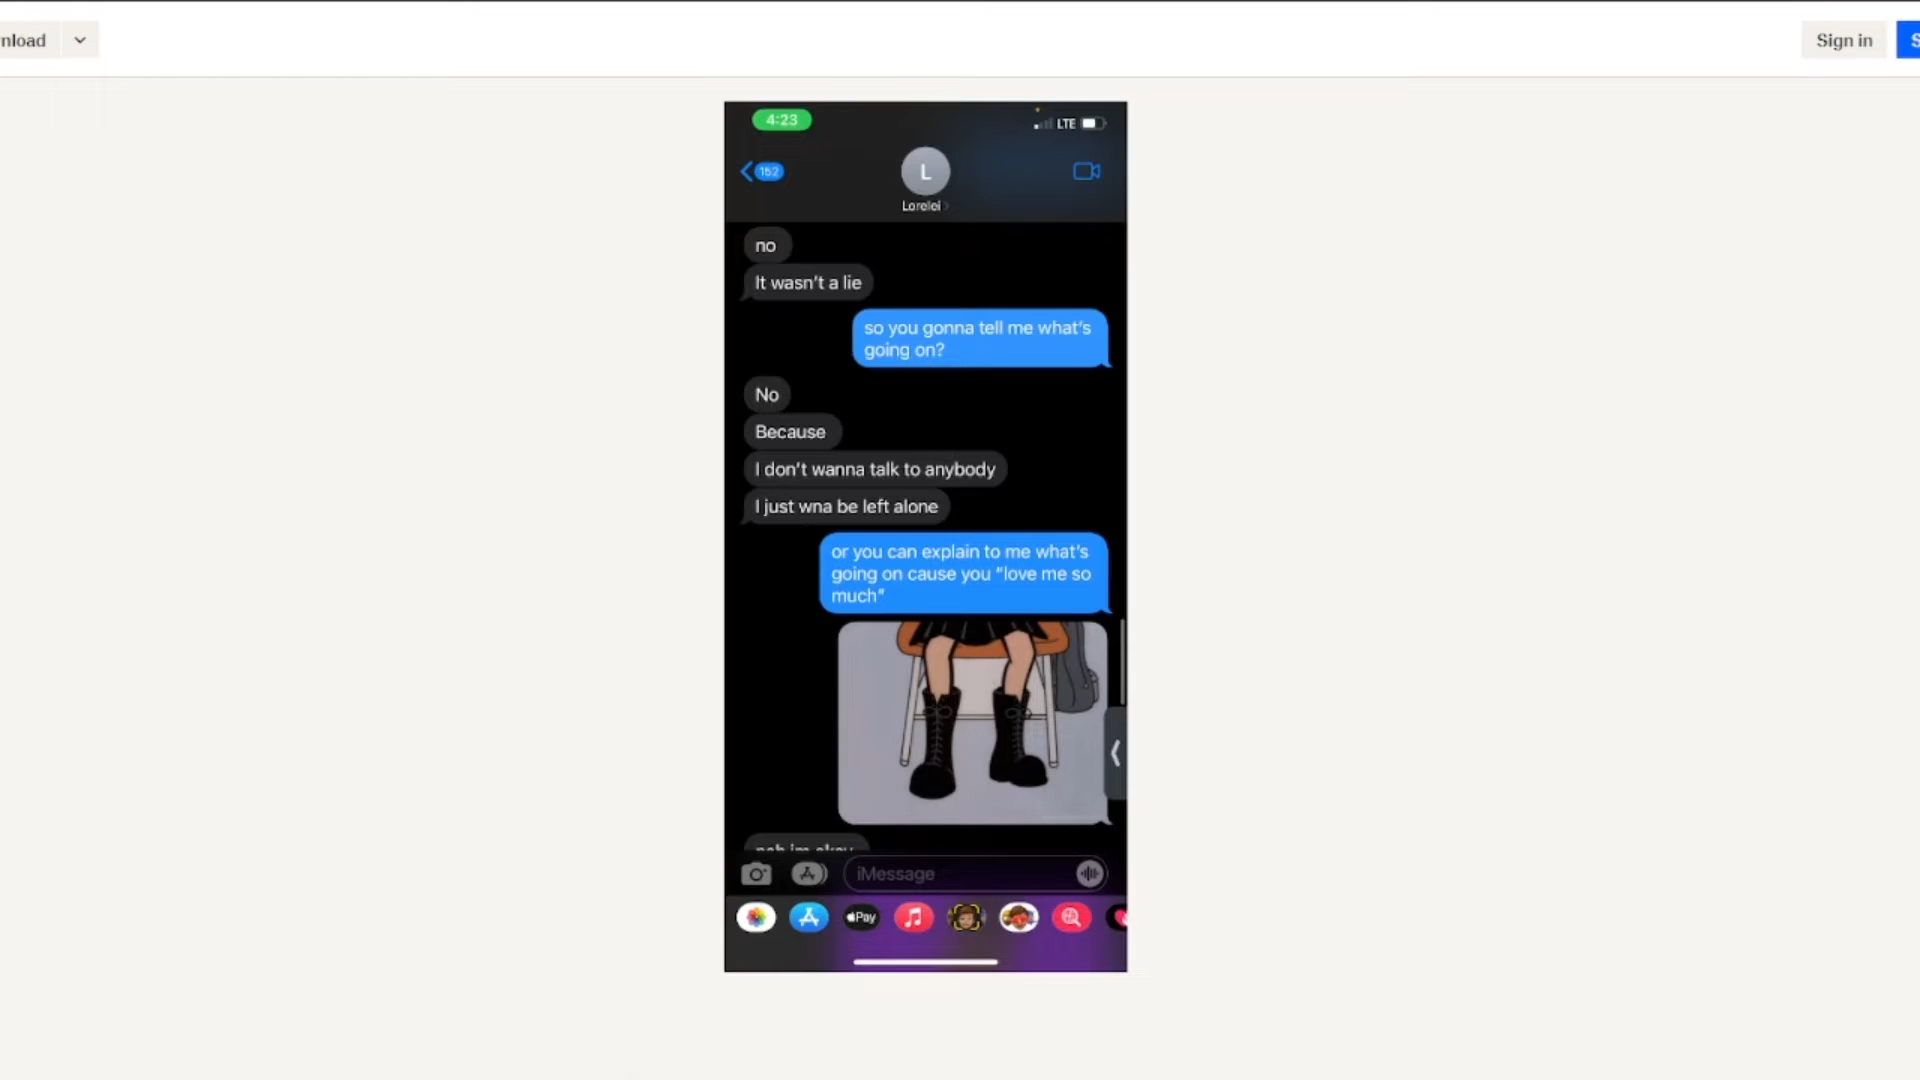 nload
Sign in
4:23
LTE
152
L
Lorelei
no
It wasn't a lie
so you gonna tell me what's
going on?
No
Because
I don't wanna talk to anybody
I just wna be left alone
or you can explain to me what's
going on cause you "love me so
much"
iMessage
Pay